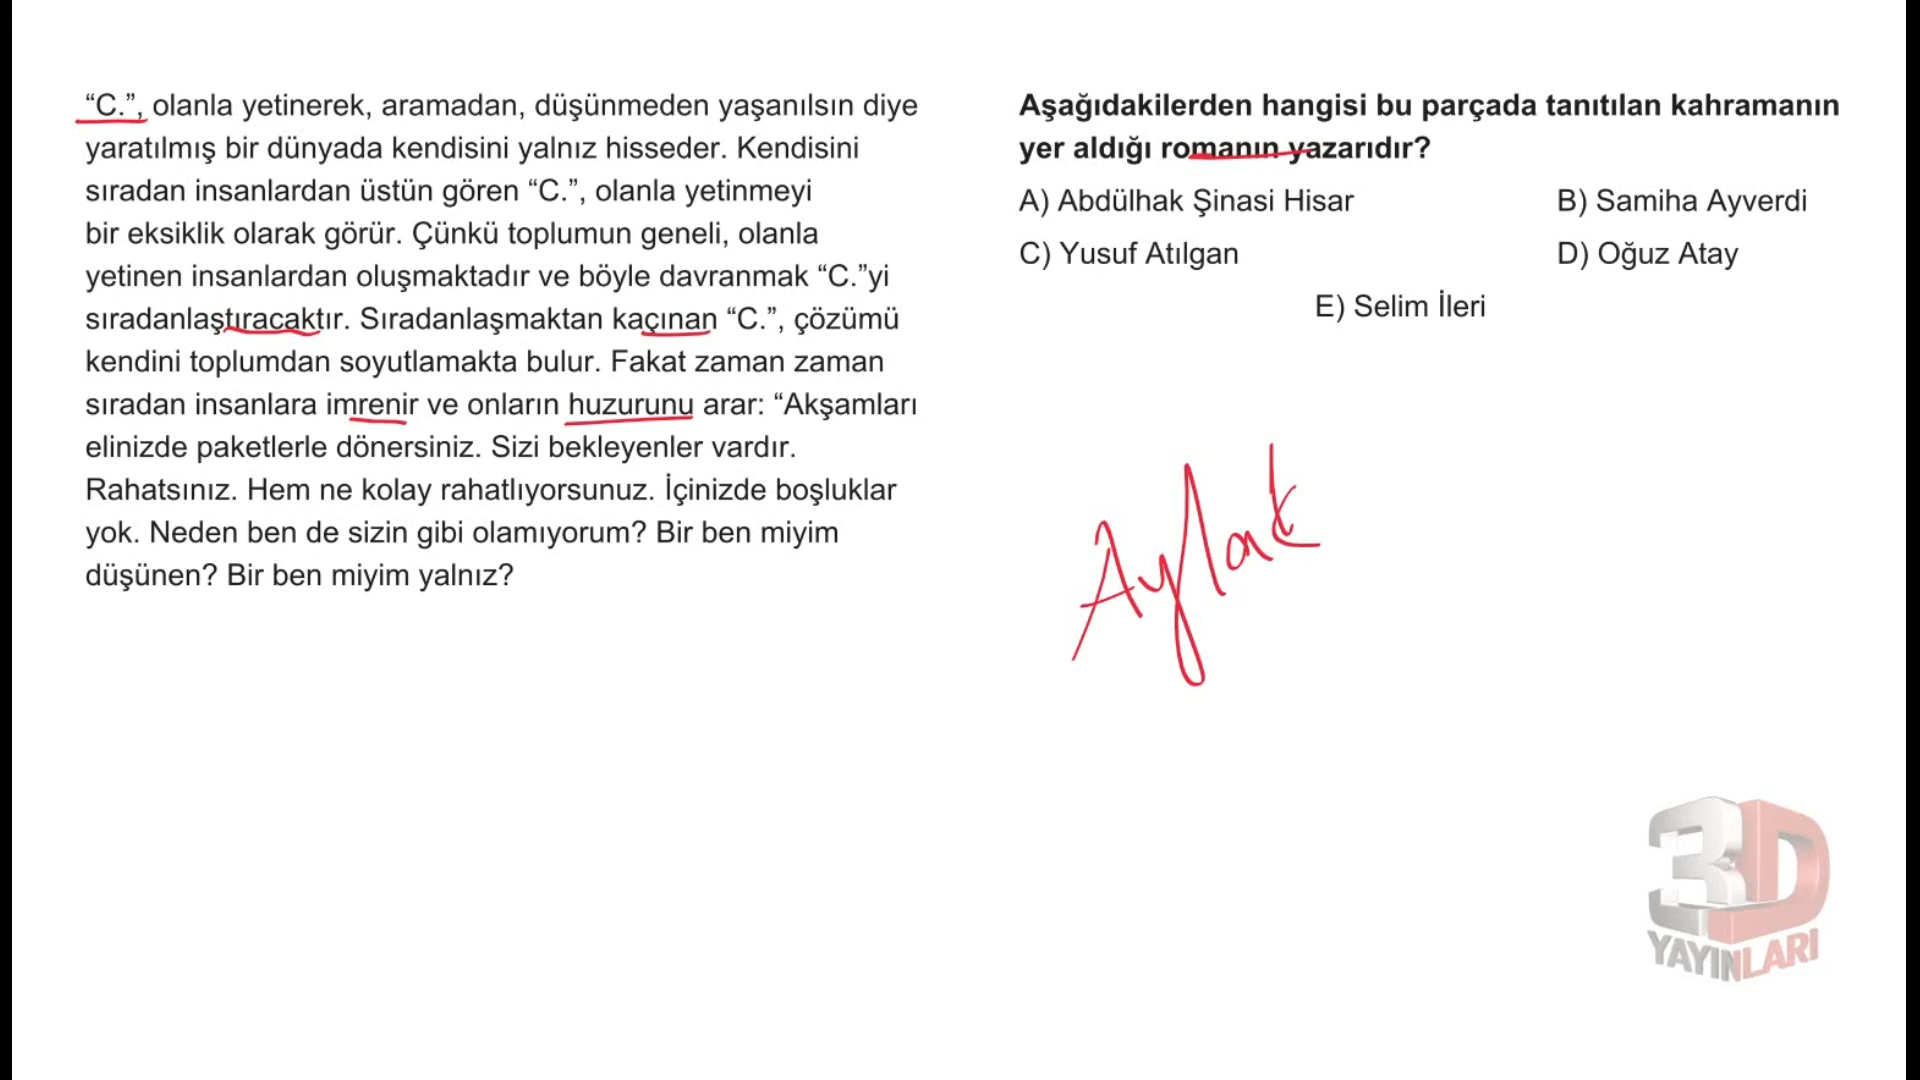 “C.”, olanla yetinerek, aramadan, düşünmeden yaşanılsın diye
yaratılmış bir dünyada kendisini yalnız hisseder. Kendisini
sıradan insanlardan üstün gören “C.”, olanla yetinmeyi
bir eksiklik olarak görür. Çünkü toplumun geneli, olanla
yetinen insanlardan oluşmaktadır ve böyle davranmak “C.”yi
sıradanlaştıracaktır. Sıradanlaşmaktan kaçınan “C.”, çözümü
kendini toplumdan soyutlamakta bulur. Fakat zaman zaman
sıradan insanlara imrenir ve onların huzurunu arar: “Akşamları
elinizde paketlerle dönersiniz. Sizi bekleyenler vardır.
Rahatsınız. Hem ne kolay rahatlıyorsunuz. İçinizde boşluklar
yok. Neden ben de sizin gibi olamıyorum? Bir ben miyim
düşünen? Bir ben miyim yalnız?
Aşağıdakilerden hangisi bu parçada tanıtılan kahramanın
yer aldığı romanın yazarıdır?
A) Abdülhak Şinasi Hisar
B) Samiha Ayverdi
C) Yusuf Atılgan
D) Oğuz Atay
E) Selim İleri
Aylak
3D
YAYINLARI